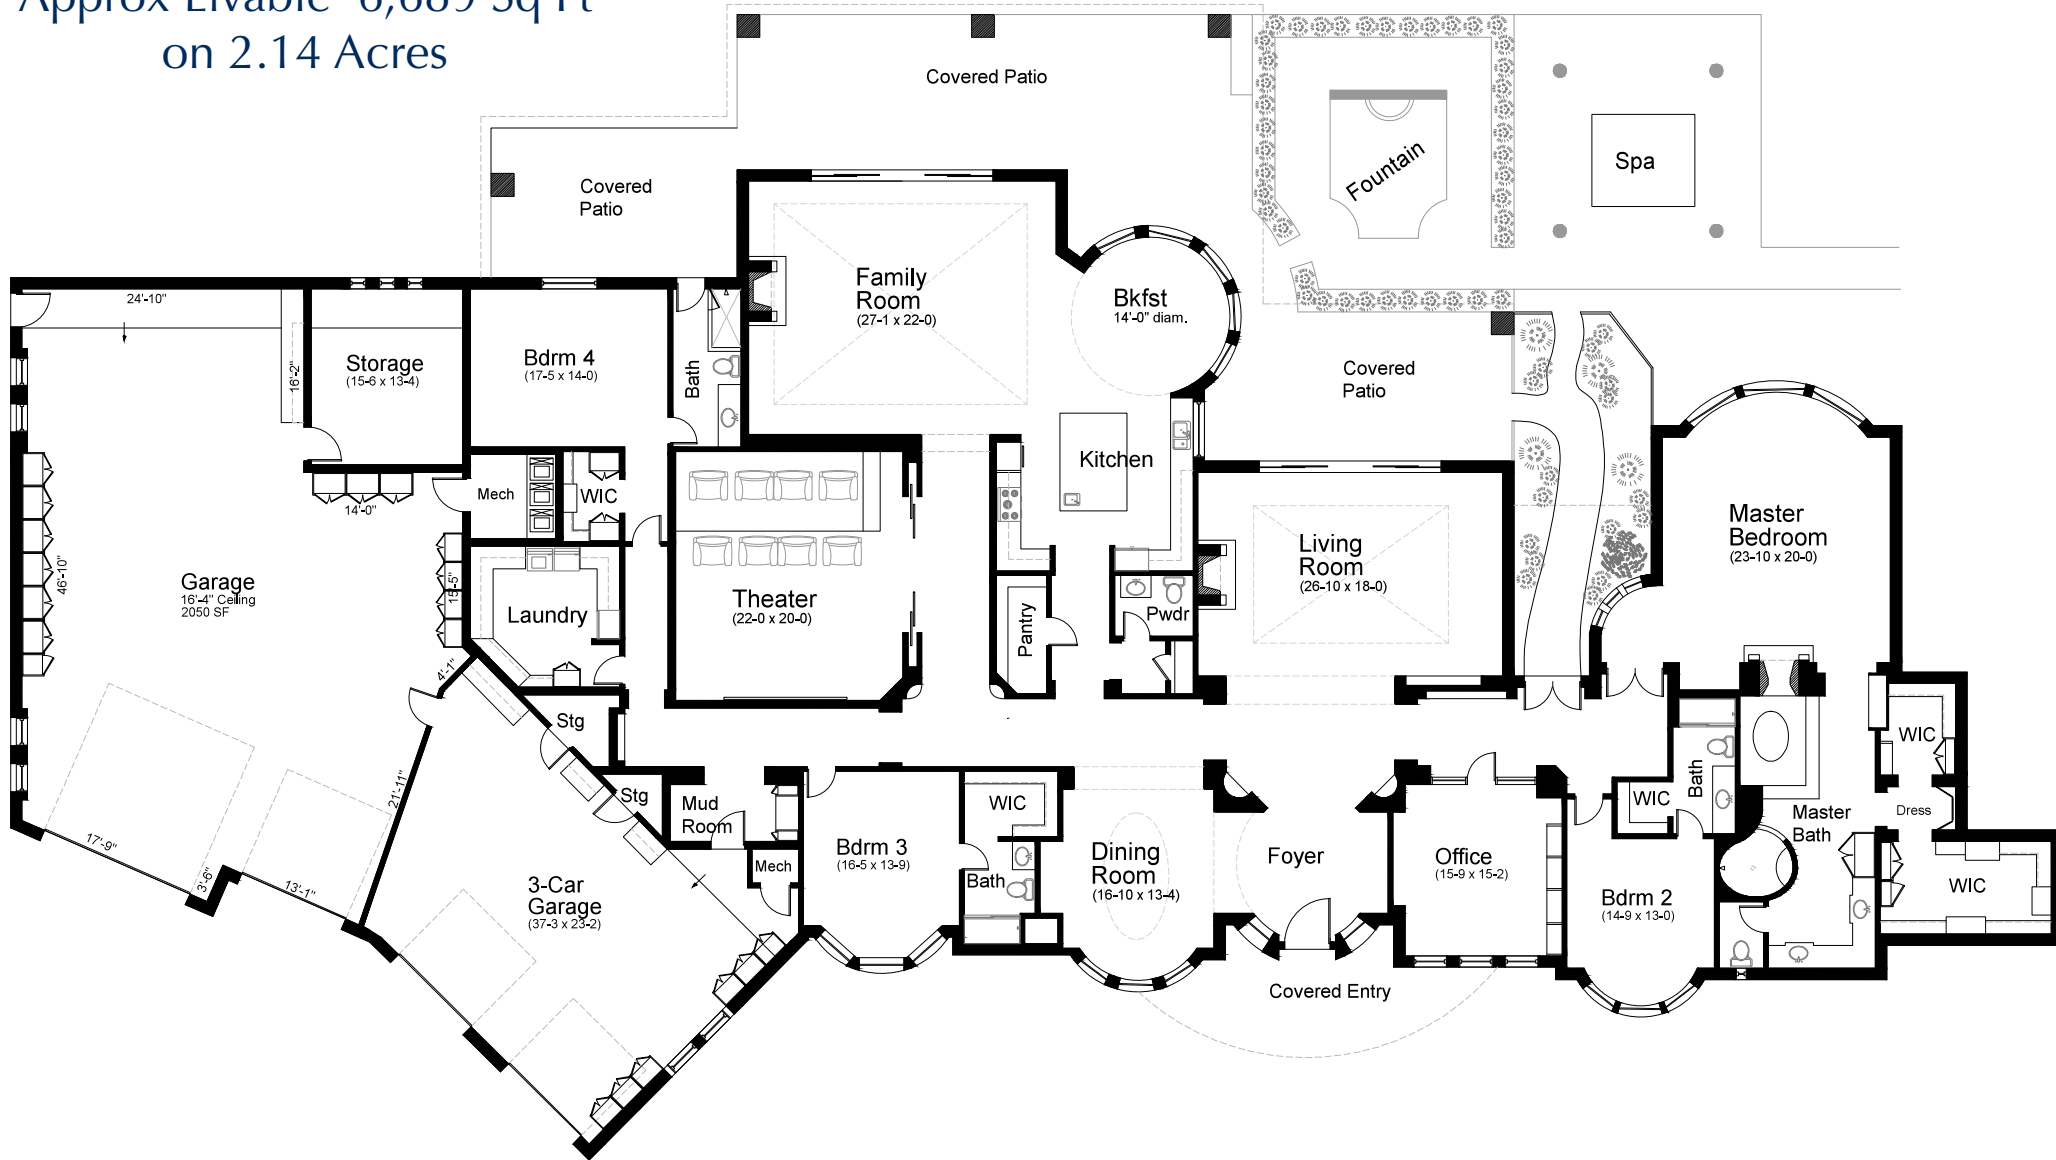 Approx Livable 6,689 Sq Ft
on 2.14 Acres
Covered Patio
Covered
Patio
Fountain
Spa
Family
Room
(27-1 x 22-0)
Bkfst
14'-0" diam.
Covered
Patio
24'-10"
16'-2"
Storage
(15-6 x 13-4)
Bdrm 4
(17-5 x 14-0)
Bath
Kitchen
Mech
WIC
14'-0"
46'-10"
Garage
16'-4" Ceiling
2050 SF
15'-5"
Laundry
Theater
(22-0 x 20-0)
Pantry
Pwdr
Living
Room
(26-10 x 18-0)
Master
Bedroom
(23-10 x 20-0)
4'-1"
Stg
Stg
21'-11"
17'-9"
3'-6"
13'-1"
Mud
Room
Mech
3-Car
Garage
(37-3 x 23-2)
Bdrm 3
(16-5 x 13-9)
WIC
Bath
Dining
Room
(16-10 x 13-4)
Foyer
Covered Entry
Office
(15-9 x 15-2)
WIC
Bath
Bdrm 2
(14-9 x 13-0)
Master
Bath
WIC
Dress
WIC